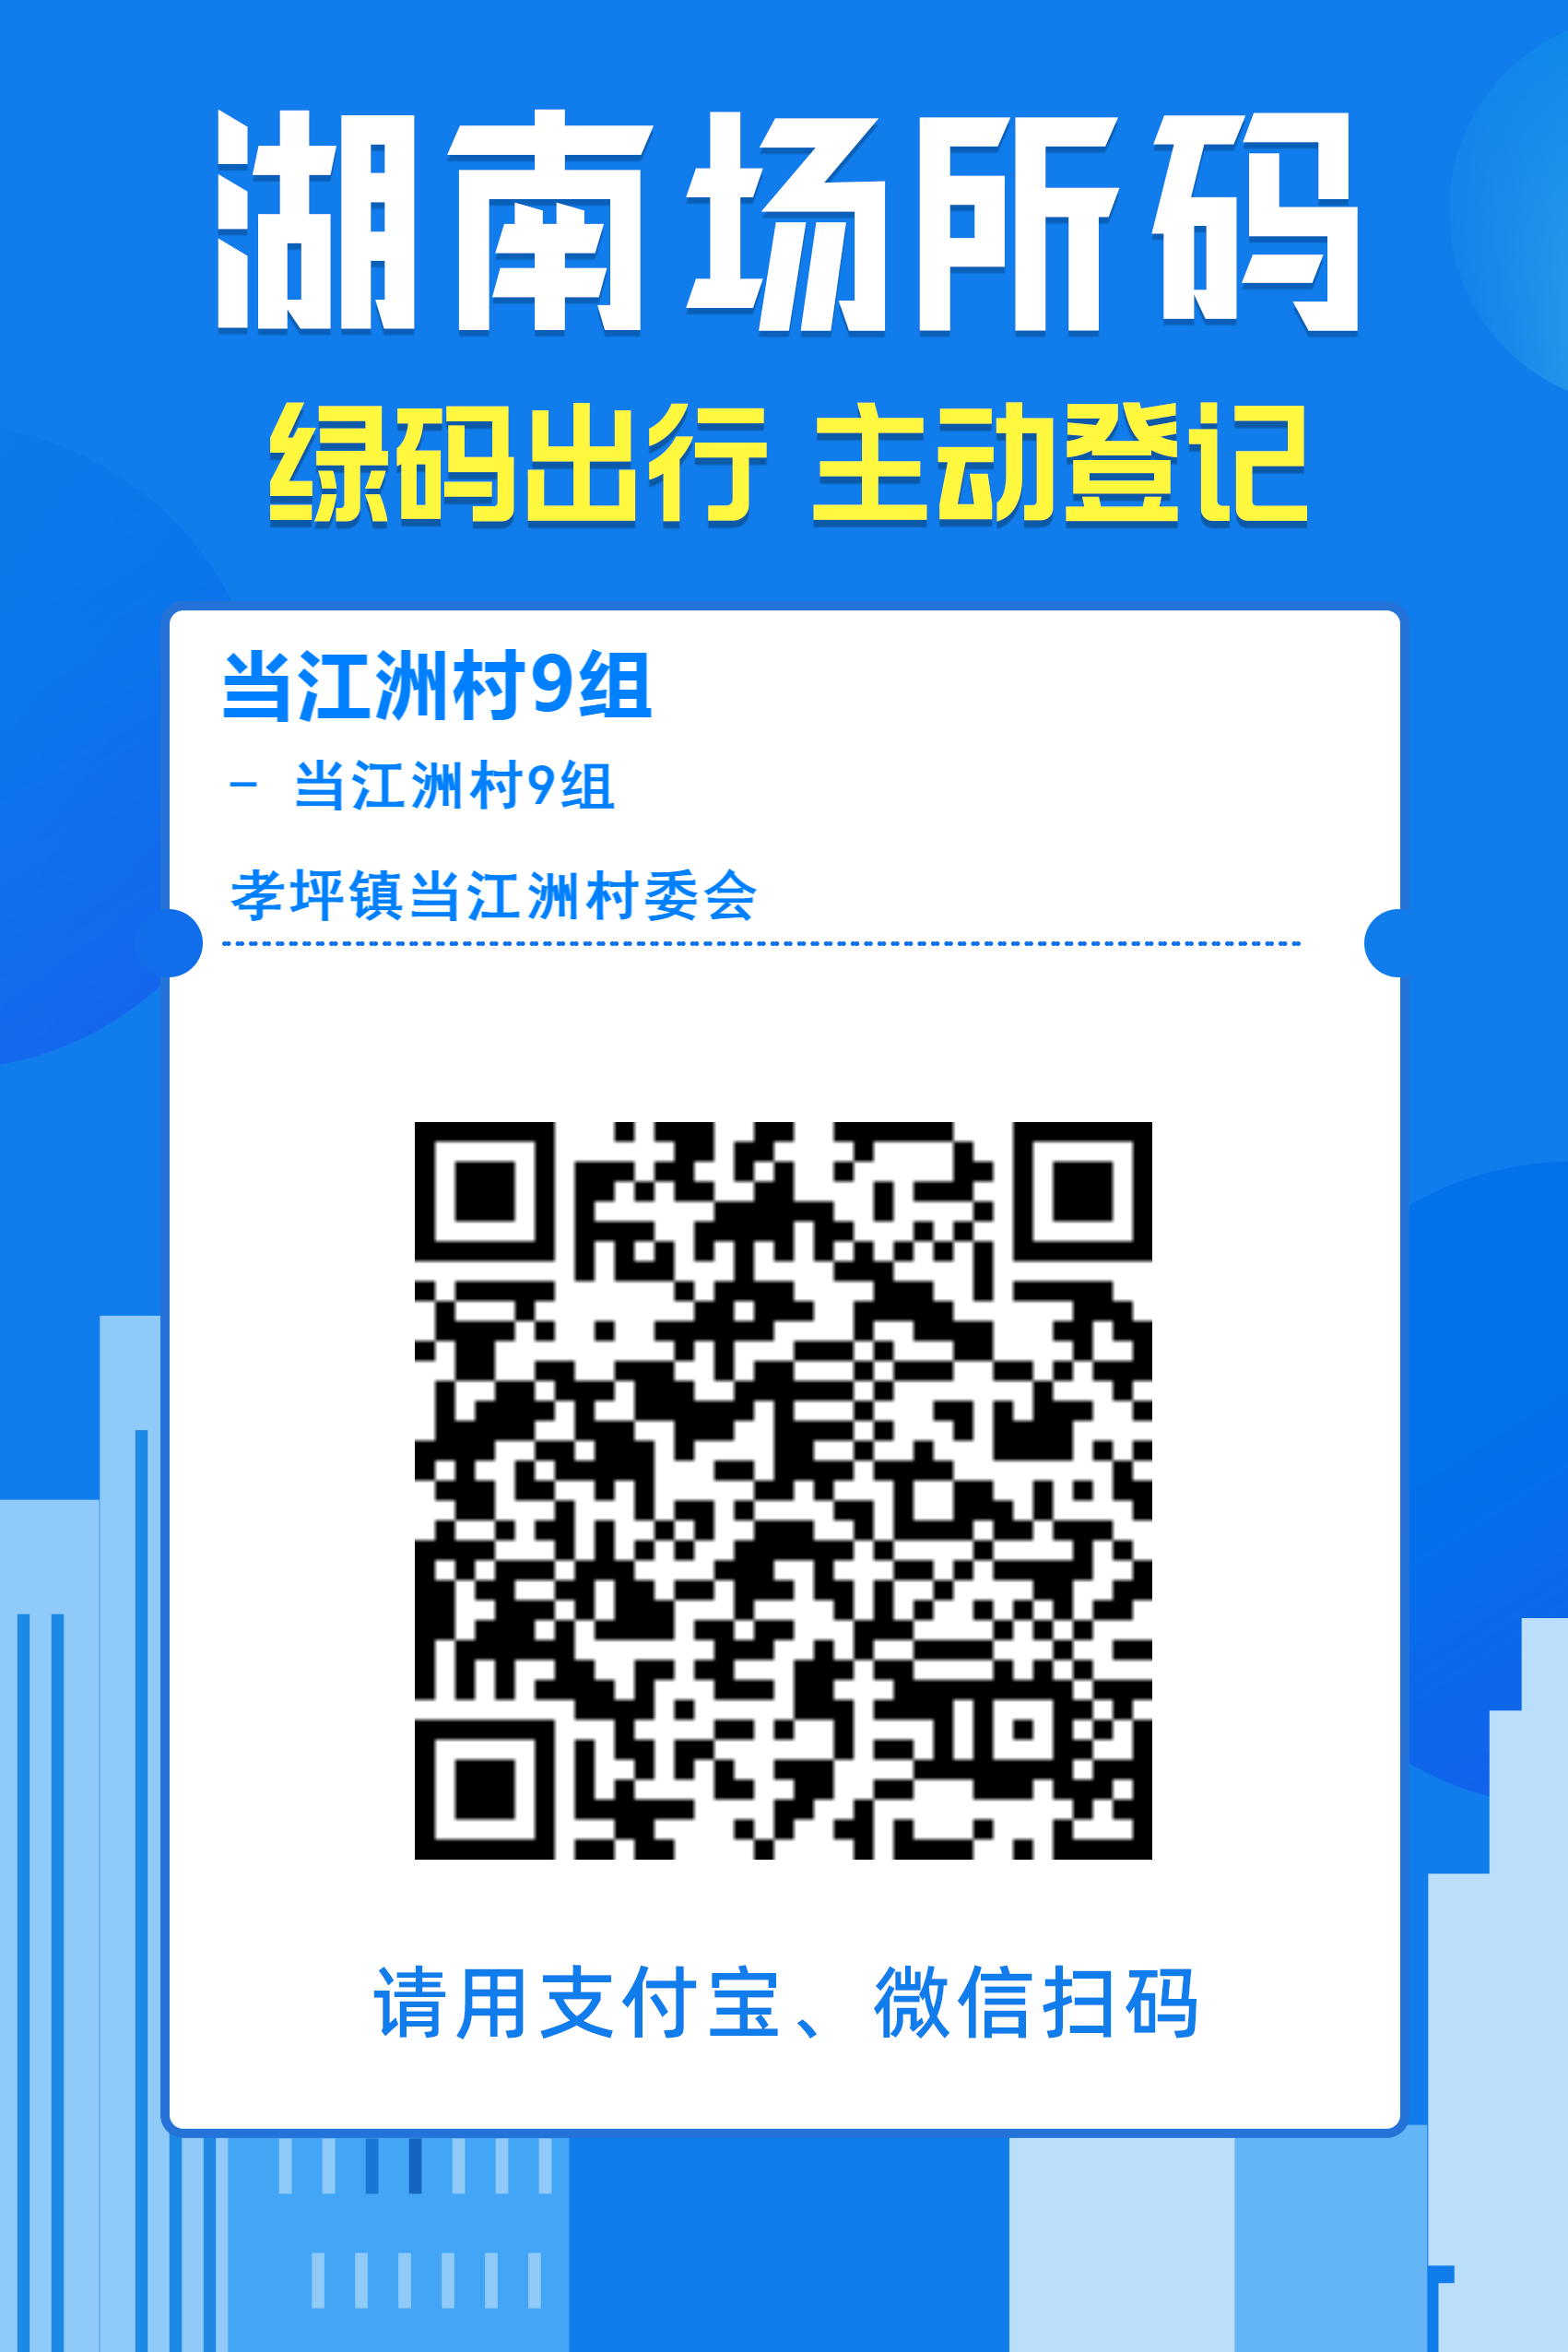 湖南场所码
绿码出行 主动登记
当江洲村9组
- 当江洲村9组
孝坪镇当江洲村委会
请用支付宝、微信扫码